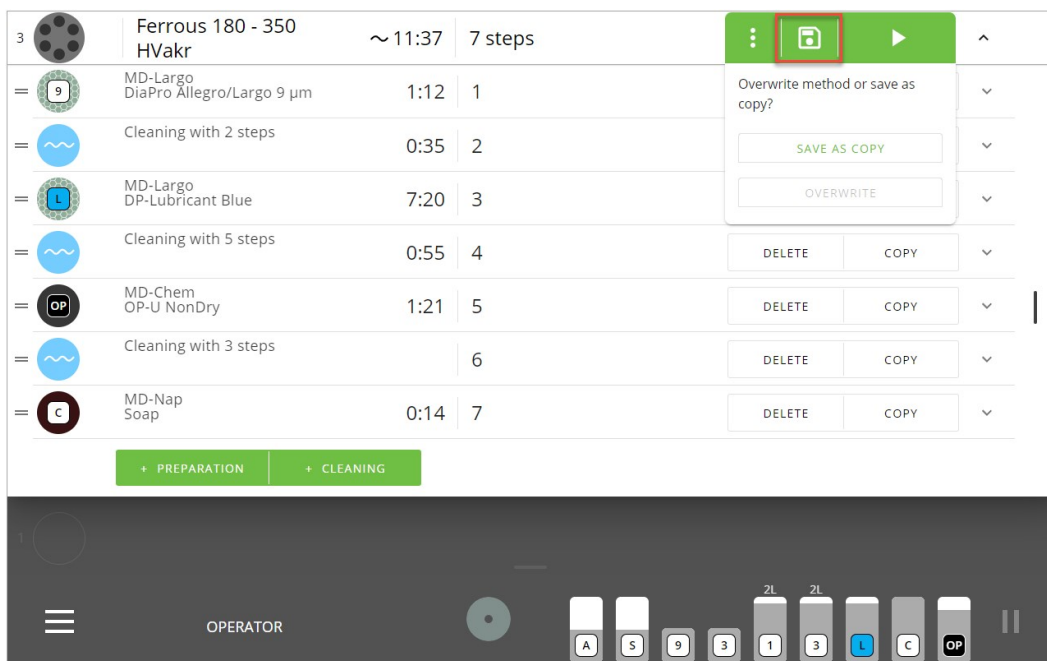 3
Ferrous 180 - 350
HVakr
~ 11:37
7 steps
Overwrite method or save as
copy?
SAVE AS COPY
OVERWRITE
9
MD-Largo
DiaPro Allegro/Largo 9 µm
1:12
1
Cleaning with 2 steps
0:35
2
L
MD-Largo
DP-Lubricant Blue
7:20
3
Cleaning with 5 steps
0:55
4
DELETE
COPY
OP
MD-Chem
OP-U NonDry
1:21
5
DELETE
COPY
Cleaning with 3 steps
6
DELETE
COPY
C
MD-Nap
Soap
0:14
7
DELETE
COPY
+ PREPARATION
+ CLEANING
1
OPERATOR
2L
2L
A
S
9
3
1
3
L
C
OP